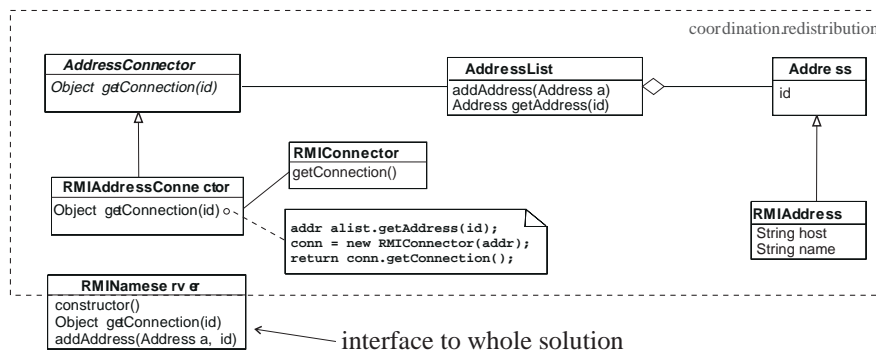 coordination.redistribution
AddressConnector
Object getConnection(id)
AddressList
addAddress(Address a)
Address getAddress(id)
Address
id
RMIConnector
getConnection()
RMIAddressConnector
Object getConnection(id)
addr alist.getAddress(id);
conn = new RMIConnector(addr);
return conn.getConnection();
RMIAddress
String host
String name
RMINameserver
constructor()
Object getConnection(id)
addAddress(Address a, id)
interface to whole solution